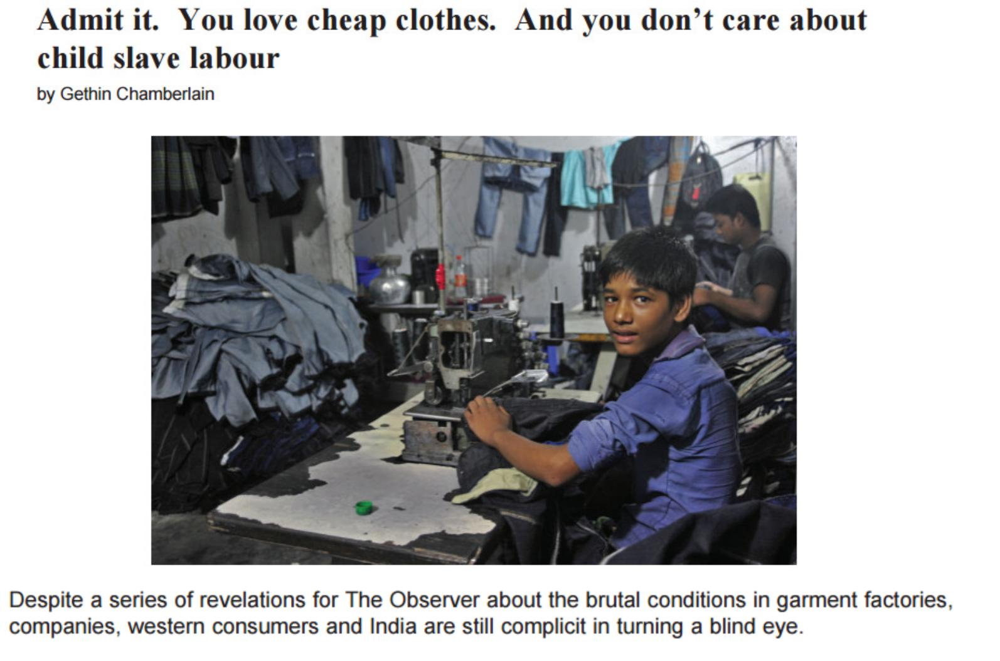 Admit it.  You love cheap clothes.  And you don’t care about
child slave labour
by Gethin Chamberlain
Despite a series of revelations for The Observer about the brutal conditions in garment factories,
companies, western consumers and India are still complicit in turning a blind eye.